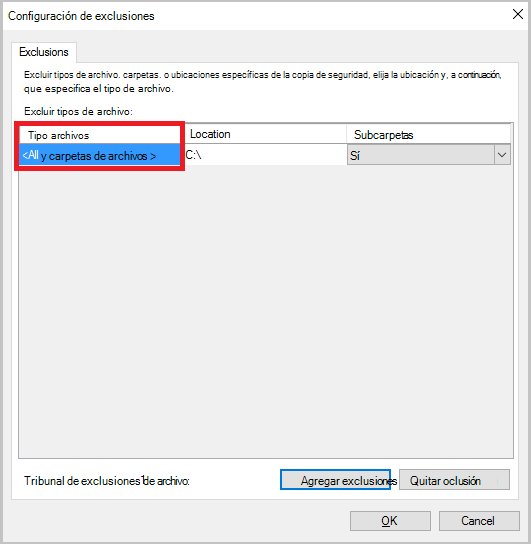 Configuración de exclusiones
Exclusions
Excluir tipos de archivo. carpetas. o ubicaciones específicas de la copia de seguridad, elija la ubicación y, a continuación,
que especifica el tipo de archivo.
Excluir tipos de archivo:
Tipo archivos Location Subcarpetas
<All y carpetas de archivos > C:\ Sí
Tribunal de exclusiones 1 de archivo: Agregar exclusiones Quitar oclusión
OK Cancel